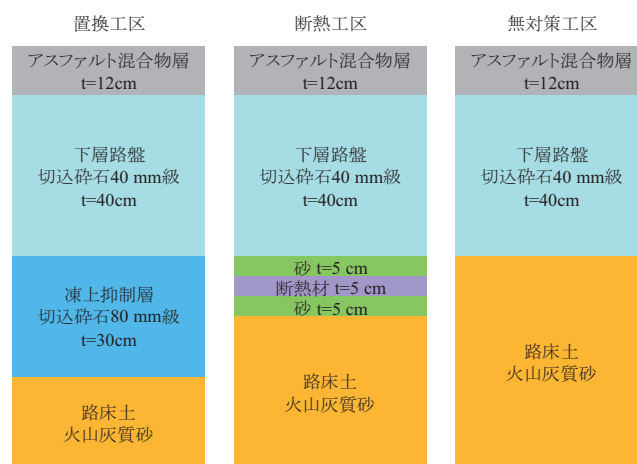 置換工区
アスファルト混合物層
t=12cm
下層路盤
切込砕石40 mm級
t=40cm
凍上抑制層
切込砕石80 mm級
t=30cm
路床土
火山灰質砂
断熱工区
アスファルト混合物層
t=12cm
下層路盤
切込砕石40 mm級
t=40cm
砂 t=5 cm
断熱材 t=5 cm
砂 t=5 cm
路床土
火山灰質砂
無対策工区
アスファルト混合物層
t=12cm
下層路盤
切込砕石40 mm級
t=40cm
路床土
火山灰質砂